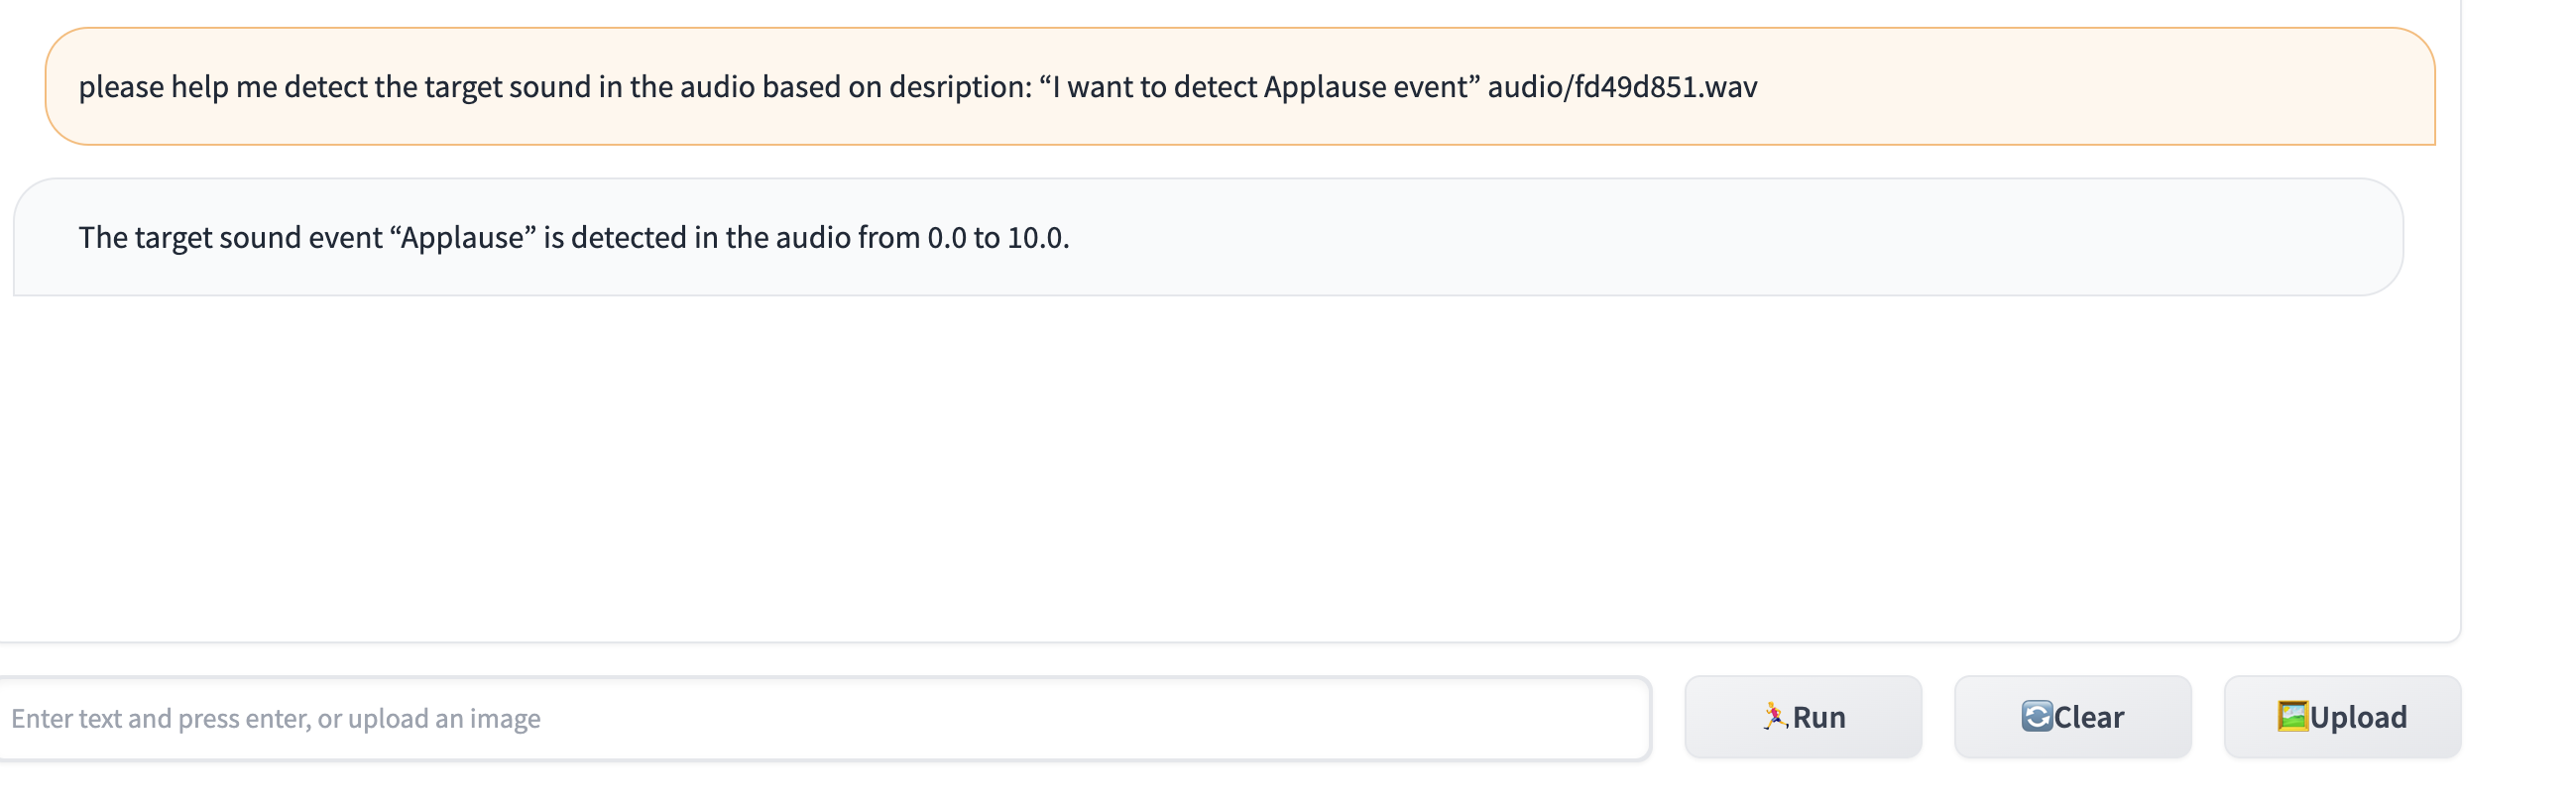 please help me detect the target sound in the audio based on desription: “I want to detect Applause event” audio/fd49d851.wav
The target sound event “Applause” is detected in the audio from 0.0 to 10.0.
Enter text and press enter, or upload an image
🏃Run
🔄Clear
🖼️Upload